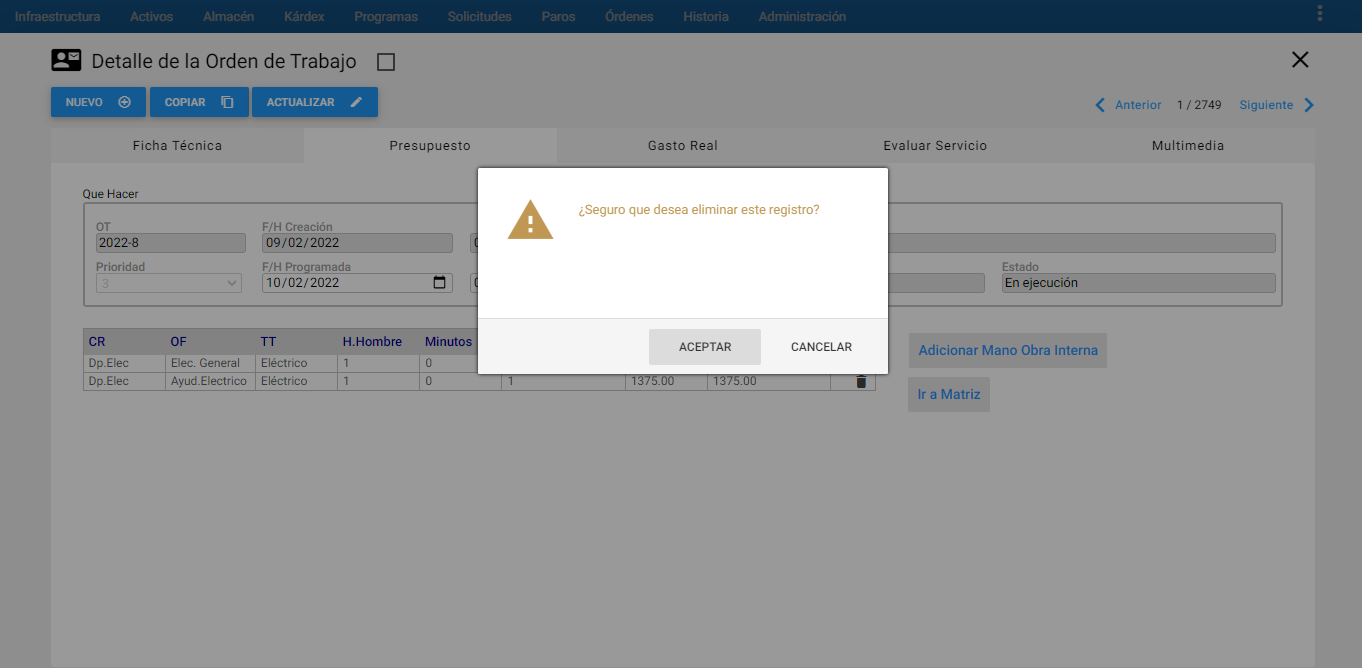 Infraestructura Activos Almacén Kárdex Programas Solicitudes Paros Órdenes Historia Administración
Detalle de la Orden de Trabajo
NUEVO COPIAR ACTUALIZAR
Anterior 1 / 2749 Siguiente
Ficha Técnica Presupuesto Gasto Real Evaluar Servicio Multimedia
¿Seguro que desea eliminar este registro?
ACEPTAR CANCELAR
Que Hacer
OT F/H Creación
2022-8 09/02/2022
Prioridad F/H Programada Estado
3 10/02/2022 En ejecución
CR OF TT H.Hombre Minutos
Dp.Elec Elec. General Eléctrico 1 0
Dp.Elec Ayud.Electrico Eléctrico 1 0 1 1375.00 1375.00
Adicionar Mano Obra Interna
Ir a Matriz